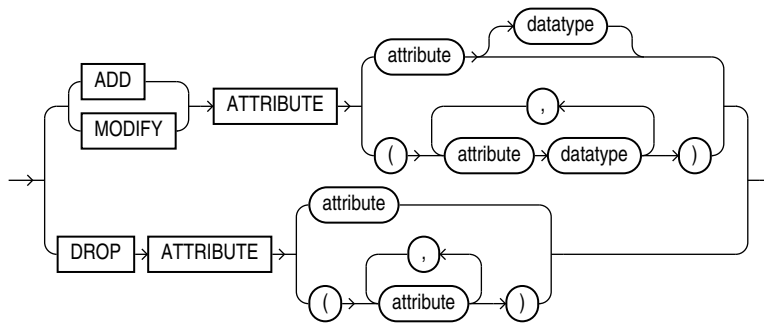 datatype
attribute
ADD
MODIFY
ATTRIBUTE
,
( attribute datatype )
attribute
DROP ATTRIBUTE
,
( attribute )